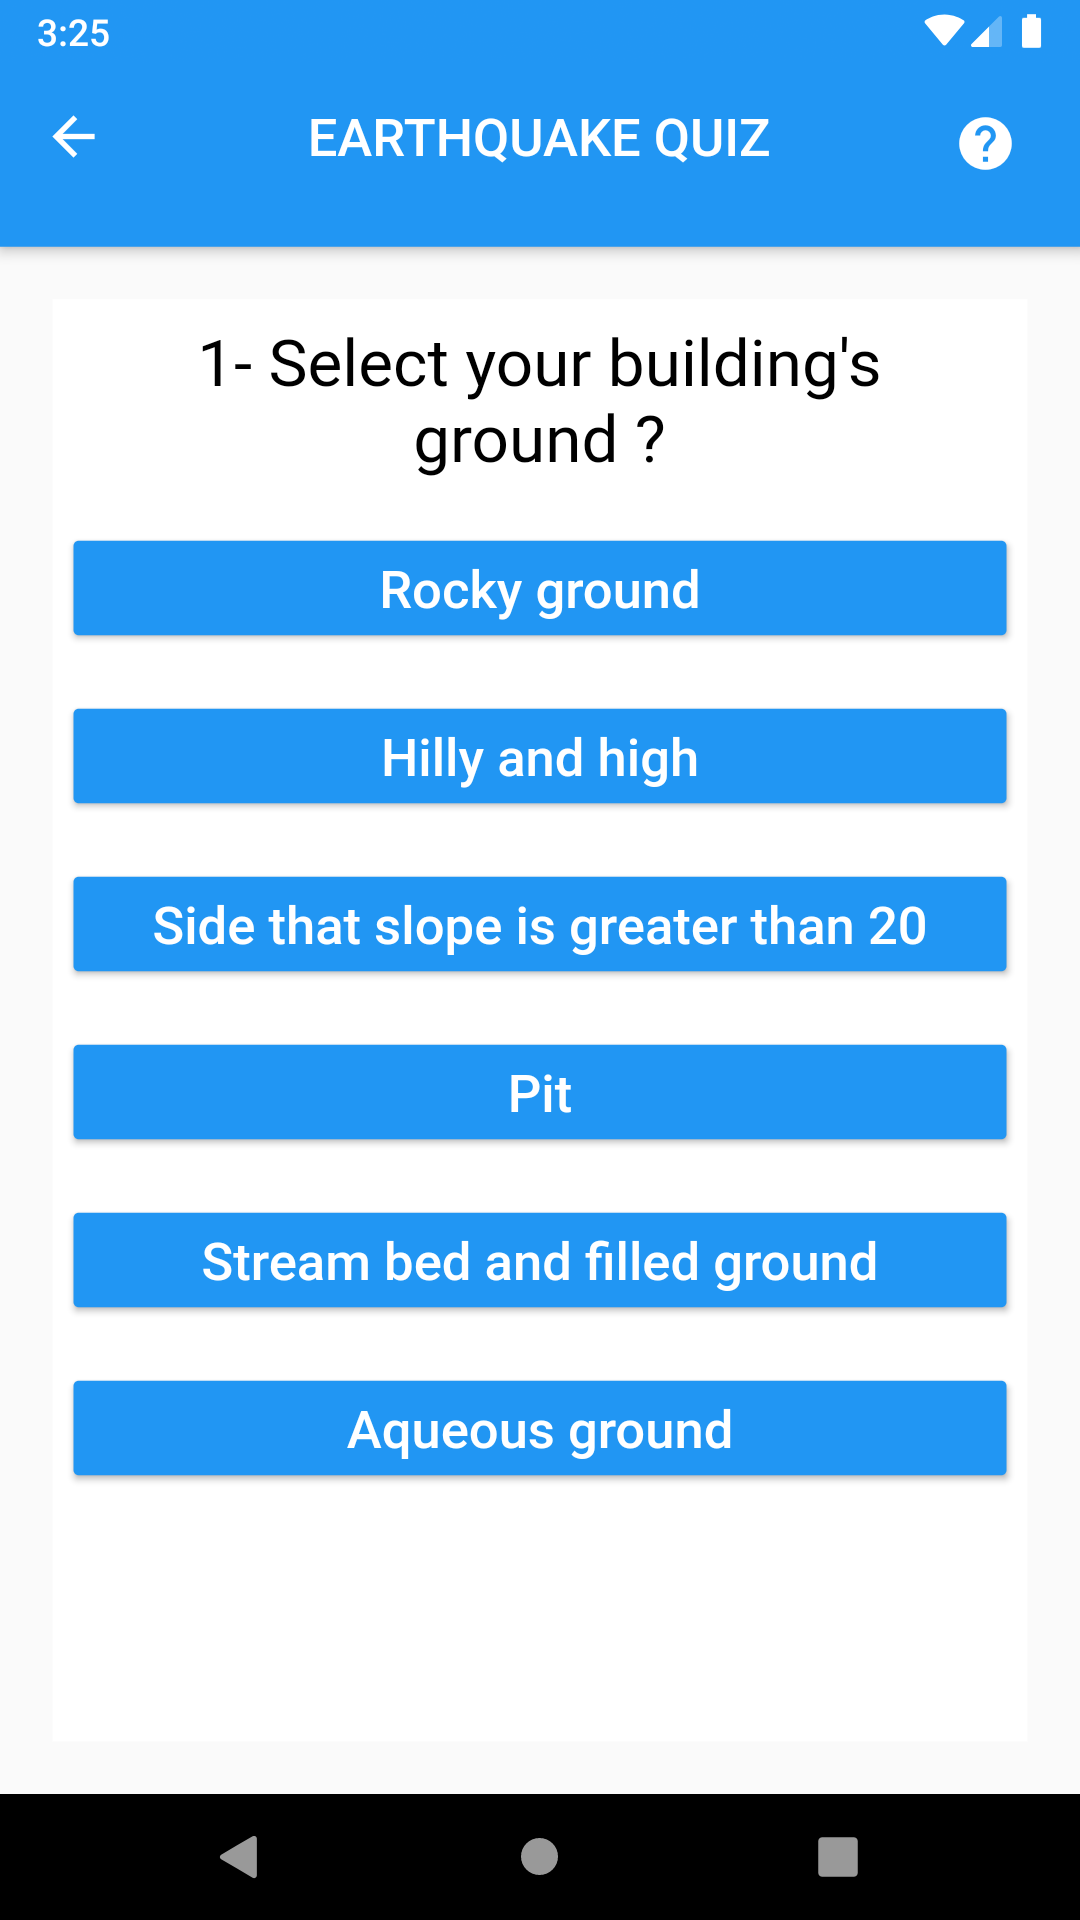 3:25
EARTHQUAKE QUIZ
1- Select your building's
ground ?
Rocky ground
Hilly and high
Side that slope is greater than 20
Pit
Stream bed and filled ground
Aqueous ground